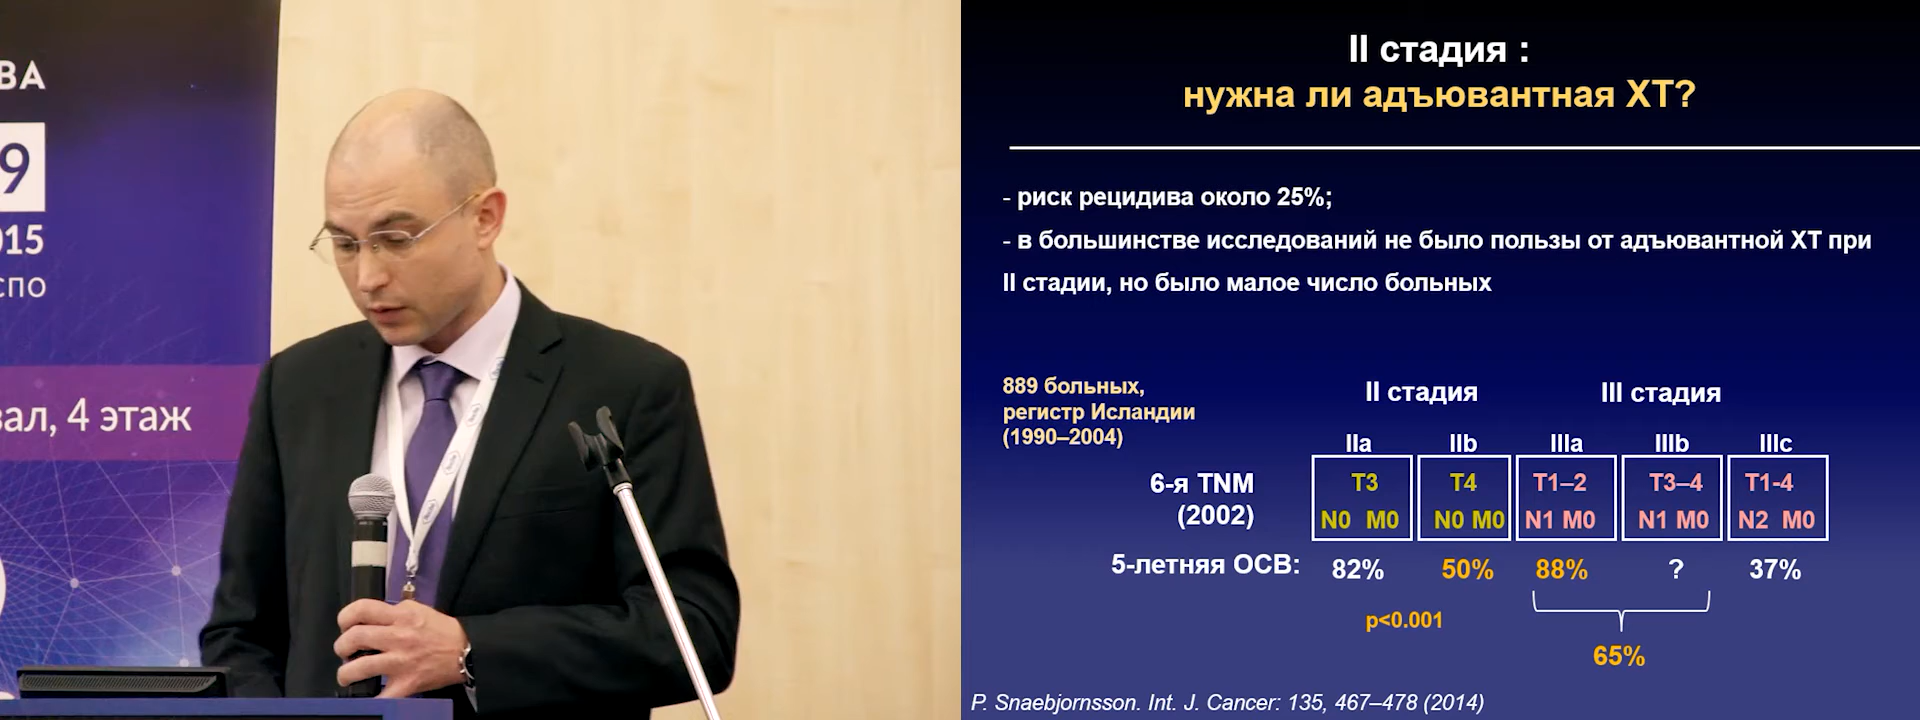 ВА
9
015
спо
зал, 4 этаж
II стадия :
нужна ли адъювантная ХТ?
- риск рецидива около 25%;
- в большинстве исследований не было пользы от адъювантной ХТ при
II стадии, но было малое число больных
889 больных,
регистр Исландии
(1990–2004)
II стадия III стадия
IIa IIb IIIa IIIb IIIc
6-я TNM
(2002)
T3 T4 T1–2 T3–4 T1-4
N0 M0 N0 M0 N1 M0 N1 M0 N2 M0
5-летняя ОСВ: 82% 50% 88% ? 37%
p<0.001
65%
P. Snaebjornsson. Int. J. Cancer: 135, 467–478 (2014)